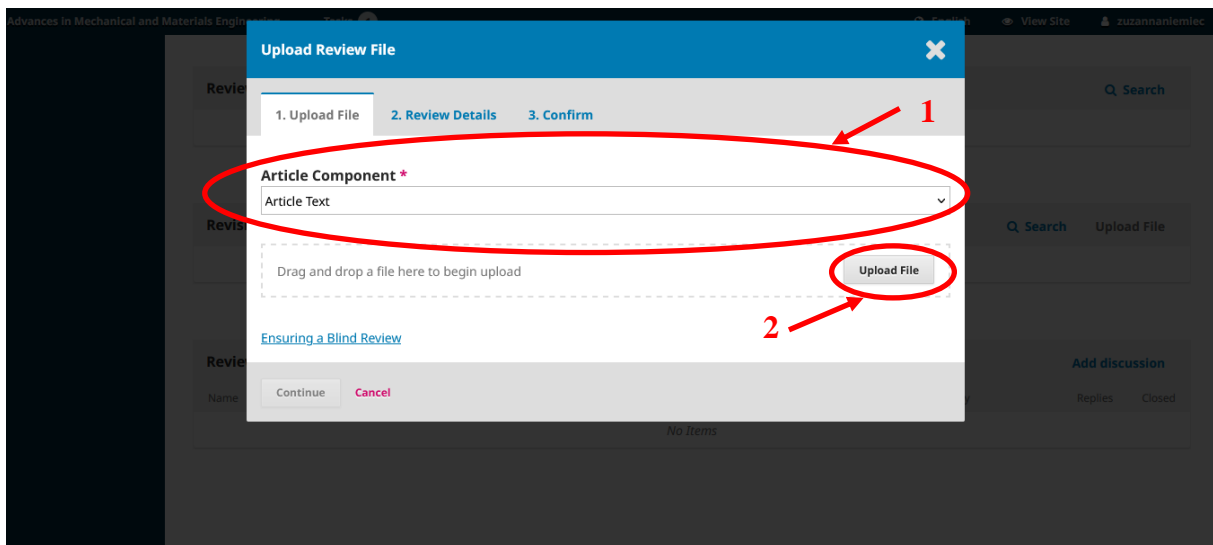 Advances in Mechanical and Materials Engineering Tasks English View Site zuzannaniemiec
Upload Review File
Search
1. Upload File 2. Review Details 3. Confirm
1
Article Component *
Article Text
Search Upload File
Drag and drop a file here to begin upload
Upload File
2
Ensuring a Blind Review
Add discussion
Continue Cancel
Name Replies Closed
No Items